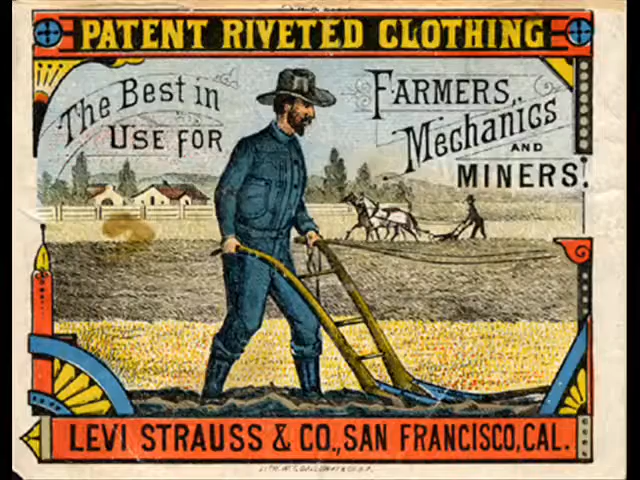 PATENT RIVETED CLOTHING
The Best in
USE FOR
FARMERS,
Mechanics
AND
MINERS!
LEVI STRAUSS & CO., SAN FRANCISCO, CAL.